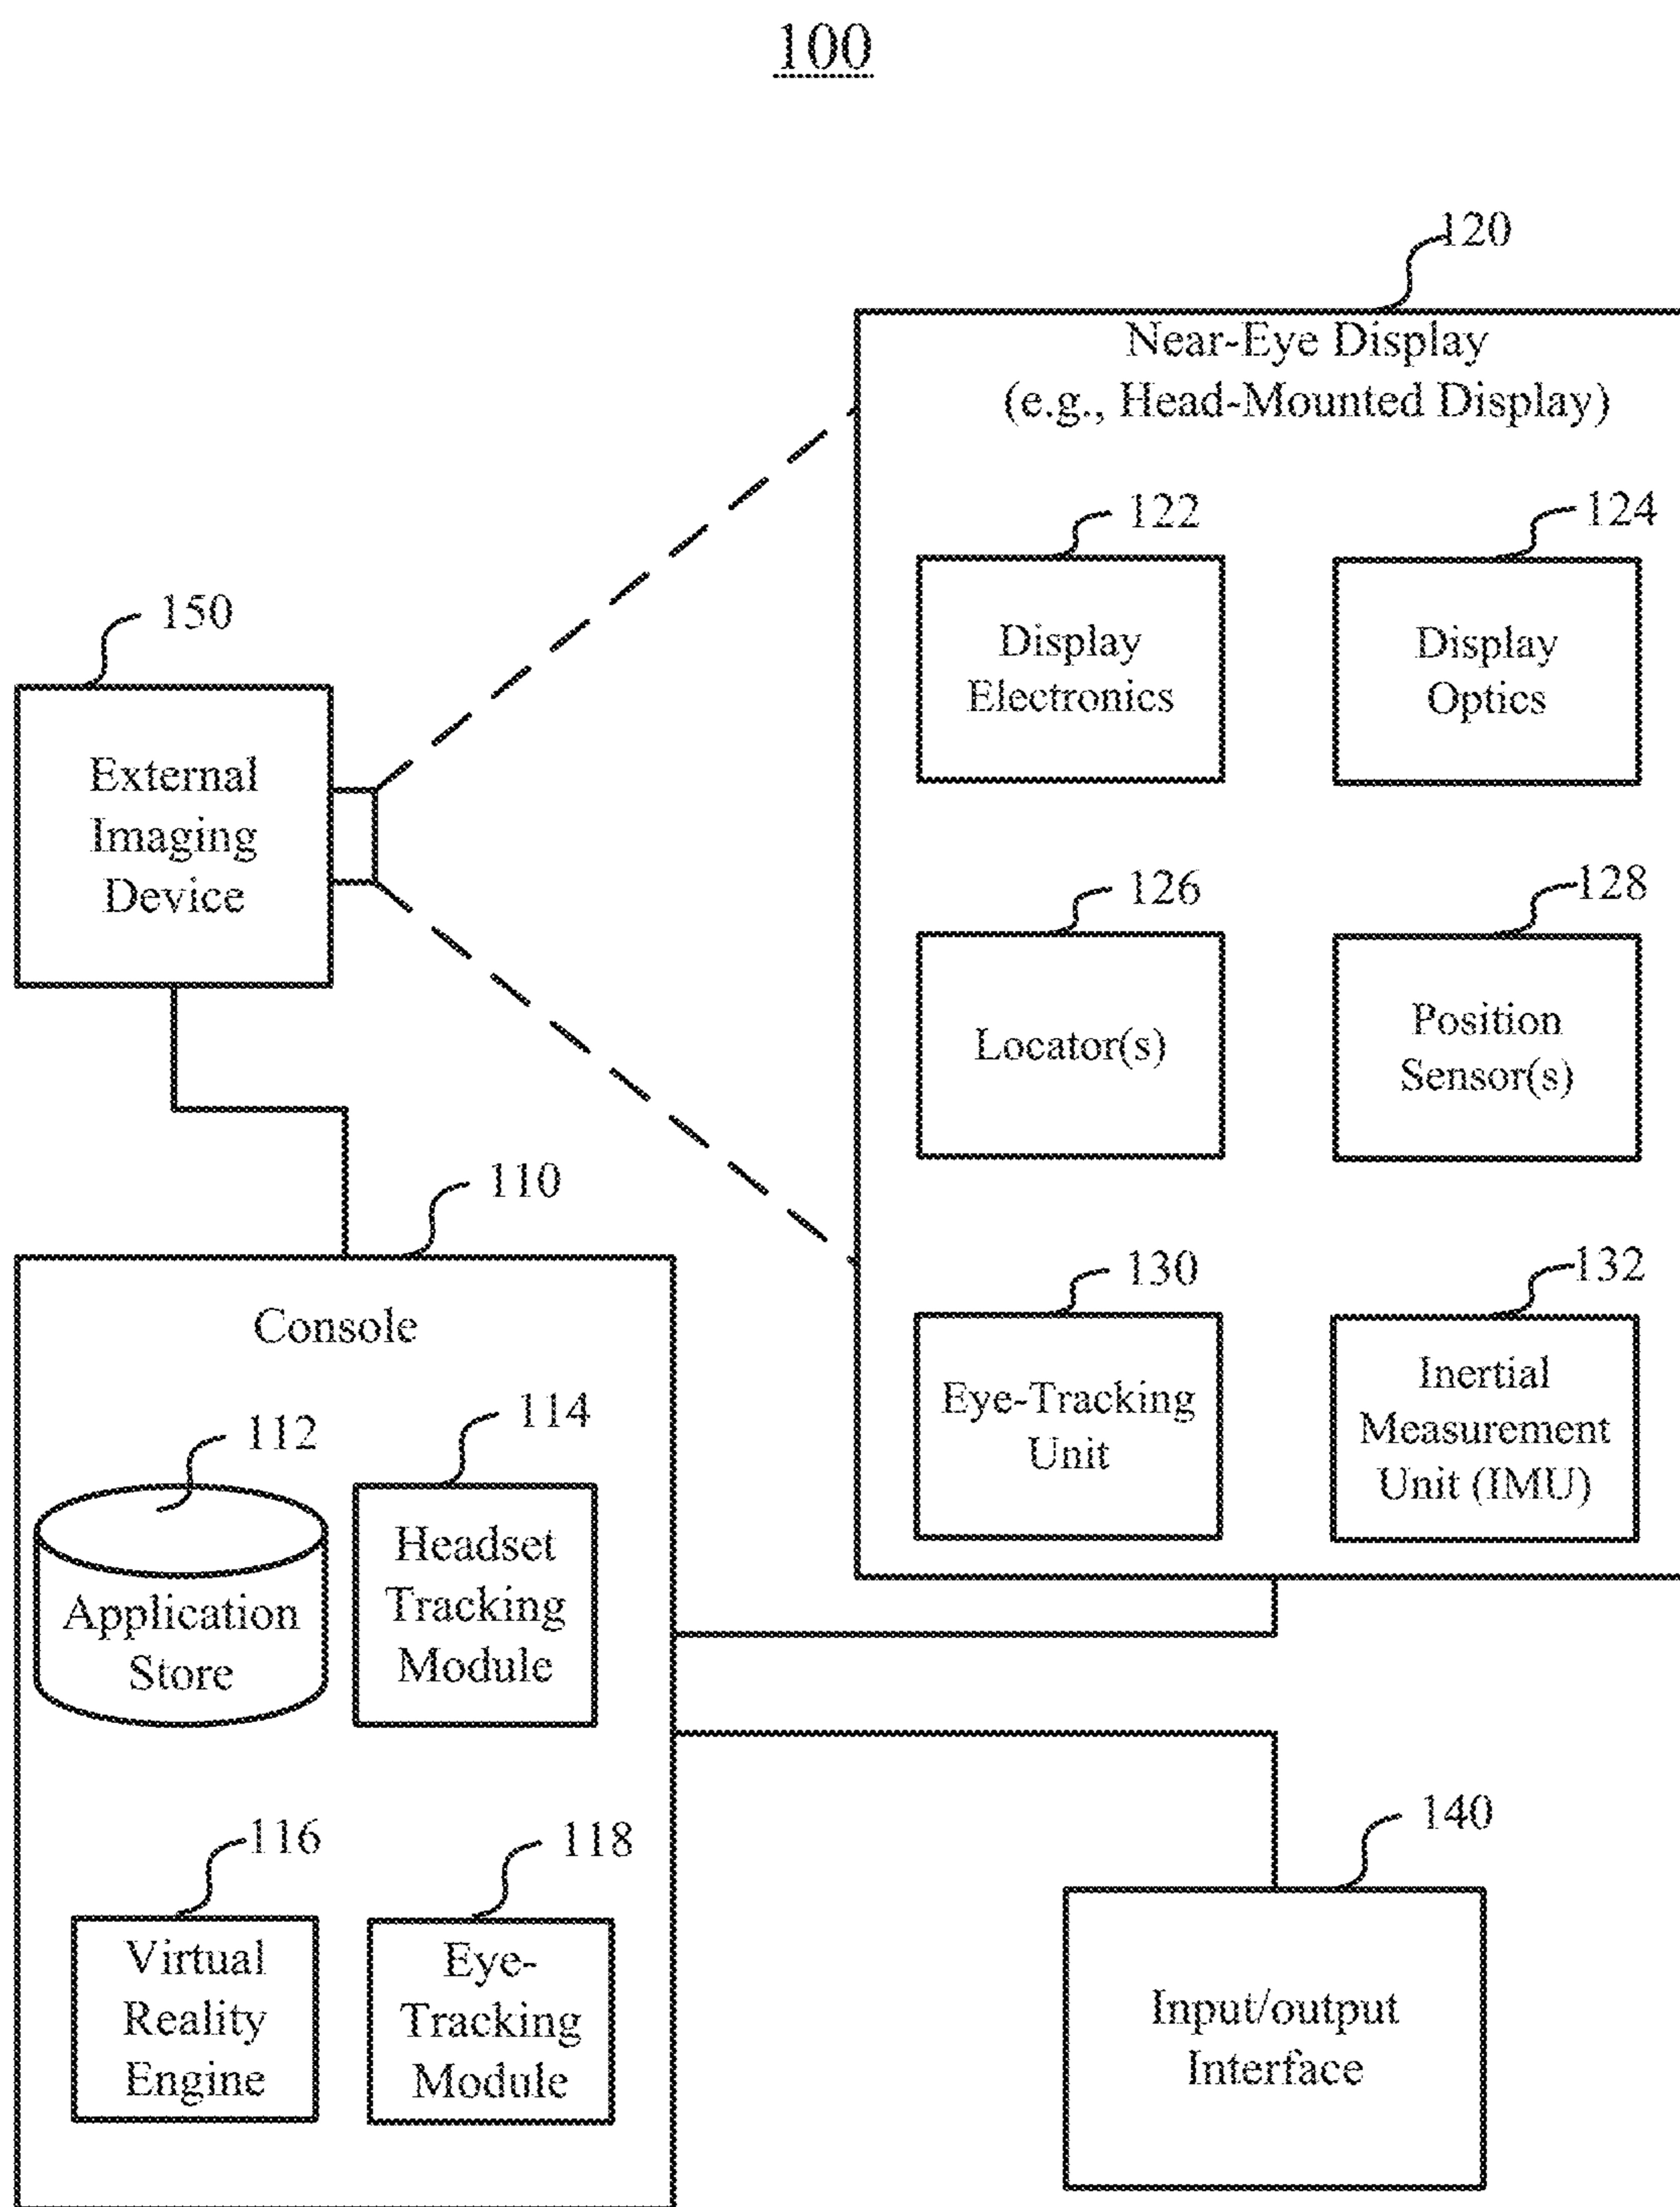 100
120
Near-Eye Display
(e.g., Head-Mounted Display)
122
124
Display
Electronics
Display
Optics
150
External
Imaging
Device
126
128
Locator(s)
Position
Sensor(s)
110
130
132
Console
Eye-Tracking
Unit
Inertial
Measurement
Unit (IMU)
112
114
Application
Store
Headset
Tracking
Module
116
118
140
Virtual
Reality
Engine
Eye-
Tracking
Module
Input/output
Interface